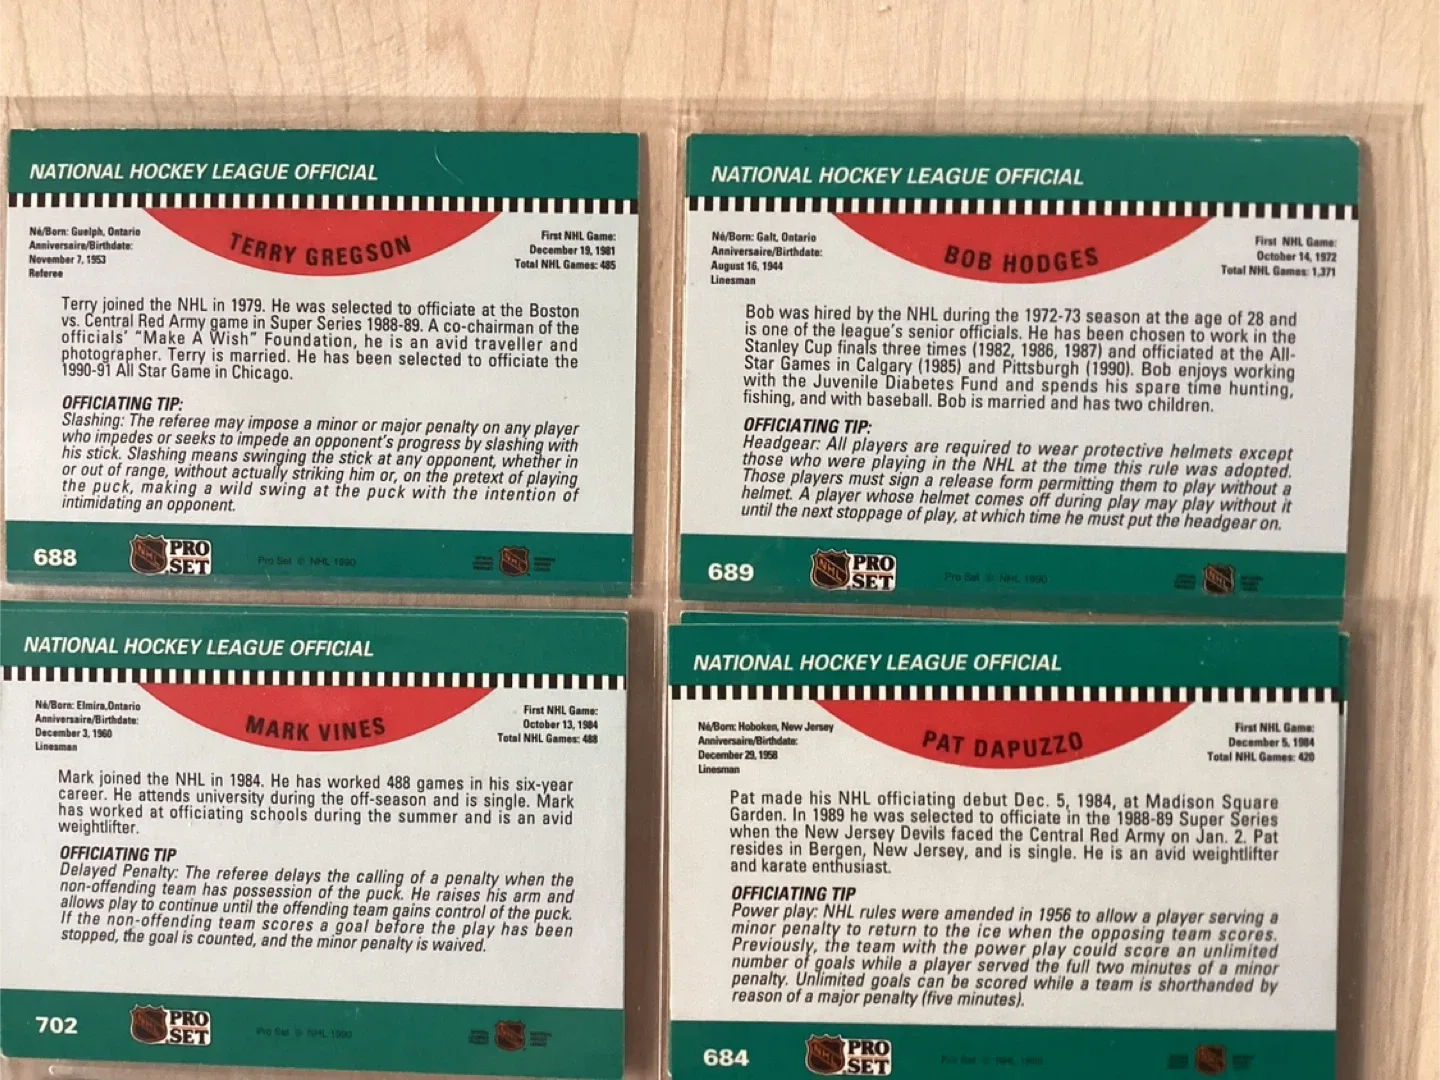 NATIONAL HOCKEY LEAGUE OFFICIAL
Né/Born: Guelph, Ontario
Anniversaire/Birthdate:
November 7, 1953
Referee
TERRY GREGSON
First NHL Game:
December 19, 1981
Total NHL Games: 485
Terry joined the NHL in 1979. He was selected to officiate at the Boston
vs. Central Red Army game in Super Series 1988-89. A co-chairman of the
officials' "Make A Wish" Foundation, he is an avid traveller and
photographer. Terry is married. He has been selected to officiate the
1990-91 All Star Game in Chicago.
OFFICIATING TIP:
Slashing: The referee may impose a minor or major penalty on any player
who impedes or seeks to impede an opponent's progress by slashing with
his stick. Slashing means swinging the stick at any opponent, whether in
or out of range, without actually striking him or, on the pretext of playing
the puck, making a wild swing at the puck with the intention of
intimidating an opponent.
688
NHL
PRO
SET
Pro Set © NHL 1990
NHL
NATIONAL HOCKEY LEAGUE OFFICIAL
Né/Born: Galt, Ontario
Anniversaire/Birthdate:
August 16, 1944
Linesman
BOB HODGES
First NHL Game:
October 14, 1972
Total NHL Games: 1,371
Bob was hired by the NHL during the 1972-73 season at the age of 28 and
is one of the league's senior officials. He has been chosen to work in the
Stanley Cup finals three times (1982, 1986, 1987) and officiated at the All-
Star Games in Calgary (1985) and Pittsburgh (1990). Bob enjoys working
with the Juvenile Diabetes Fund and spends his spare time hunting,
fishing, and with baseball. Bob is married and has two children.
OFFICIATING TIP:
Headgear: All players are required to wear protective helmets except
those who were playing in the NHL at the time this rule was adopted.
Those players must sign a release form permitting them to play without a
helmet. A player whose helmet comes off during play may play without it
until the next stoppage of play, at which time he must put the headgear on.
689
NHL
PRO
SET
Pro Set © NHL 1990
NHL
NATIONAL HOCKEY LEAGUE OFFICIAL
Né/Born: Elmira,Ontario
Anniversaire/Birthdate:
December 3, 1960
Linesman
MARK VINES
First NHL Game:
October 13, 1984
Total NHL Games: 488
Mark joined the NHL in 1984. He has worked 488 games in his six-year
career. He attends university during the off-season and is single. Mark
has worked at officiating schools during the summer and is an avid
weightlifter.
OFFICIATING TIP
Delayed Penalty: The referee delays the calling of a penalty when the
non-offending team has possession of the puck. He raises his arm and
allows play to continue until the offending team gains control of the puck.
If the non-offending team scores a goal before the play has been
stopped, the goal is counted, and the minor penalty is waived.
702
NHL
PRO
SET
Pro Set © NHL 1990
NHL
NATIONAL HOCKEY LEAGUE OFFICIAL
Né/Born: Hoboken, New Jersey
Anniversaire/Birthdate:
December 29, 1958
Linesman
PAT DAPUZZO
First NHL Game:
December 5, 1984
Total NHL Games: 420
Pat made his NHL officiating debut Dec. 5, 1984, at Madison Square
Garden. In 1989 he was selected to officiate in the 1988-89 Super Series
when the New Jersey Devils faced the Central Red Army on Jan. 2. Pat
resides in Bergen, New Jersey, and is single. He is an avid weightlifter
and karate enthusiast.
OFFICIATING TIP
Power play: NHL rules were amended in 1956 to allow a player serving a
minor penalty to return to the ice when the opposing team scores.
Previously, the team with the power play could score an unlimited
number of goals while a player served the full two minutes of a minor
penalty. Unlimited goals can be scored while a team is shorthanded by
reason of a major penalty (five minutes).
684
NHL
PRO
SET
Pro Set © NHL 1990